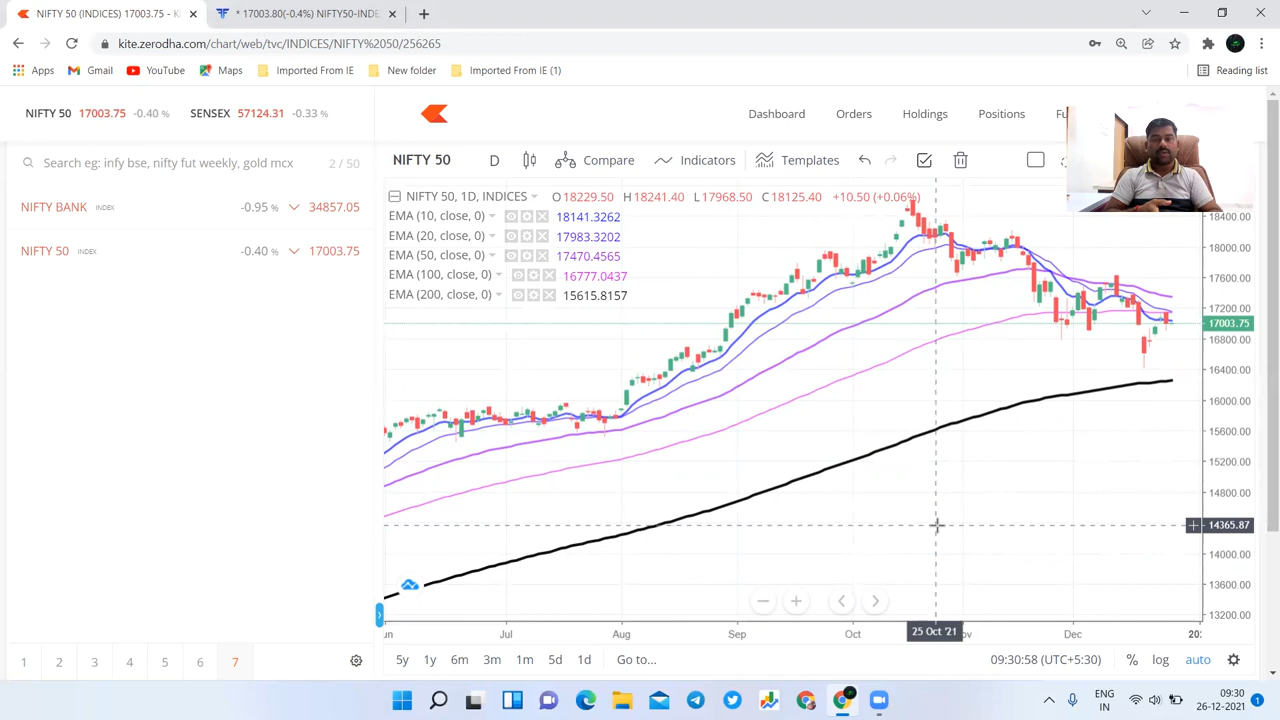 NIFTY 50 (INDICES) 17003.75 - K
* 17003.80(-0.4%) NIFTY50-INDE
kite.zerodha.com/chart/web/tvc/INDICES/NIFTY%2050/256265
Apps Gmail YouTube Maps Imported From IE New folder Imported From IE (1) Reading list
NIFTY 50 17003.75 -0.40 % SENSEX 57124.31 -0.33 %
Dashboard Orders Holdings Positions Fu
Search eg: infy bse, nifty fut weekly, gold mcx 2 / 50
NIFTY 50 D Compare Indicators Templates
NIFTY BANK INDEX -0.95 % 34857.05
NIFTY 50 INDEX -0.40 % 17003.75
NIFTY 50, 1D, INDICES O18229.50 H18241.40 L17968.50 C18125.40 +10.50 (+0.06%)
EMA (10, close, 0) 18141.3262
EMA (20, close, 0) 17983.3202
EMA (50, close, 0) 17470.4565
EMA (100, close, 0) 16777.0437
EMA (200, close, 0) 15615.8157
18400.00
18000.00
17600.00
17200.00
17003.75
16800.00
16400.00
16000.00
15600.00
15200.00
14800.00
14365.87
14000.00
13600.00
13200.00
un Jul Aug Sep Oct 25 Oct '21 ov Dec 20:
5y 1y 6m 3m 1m 5d 1d Go to... 09:30:58 (UTC+5:30) % log auto
1 2 3 4 5 6 7
ENG
IN
09:30
26-12-2021
1